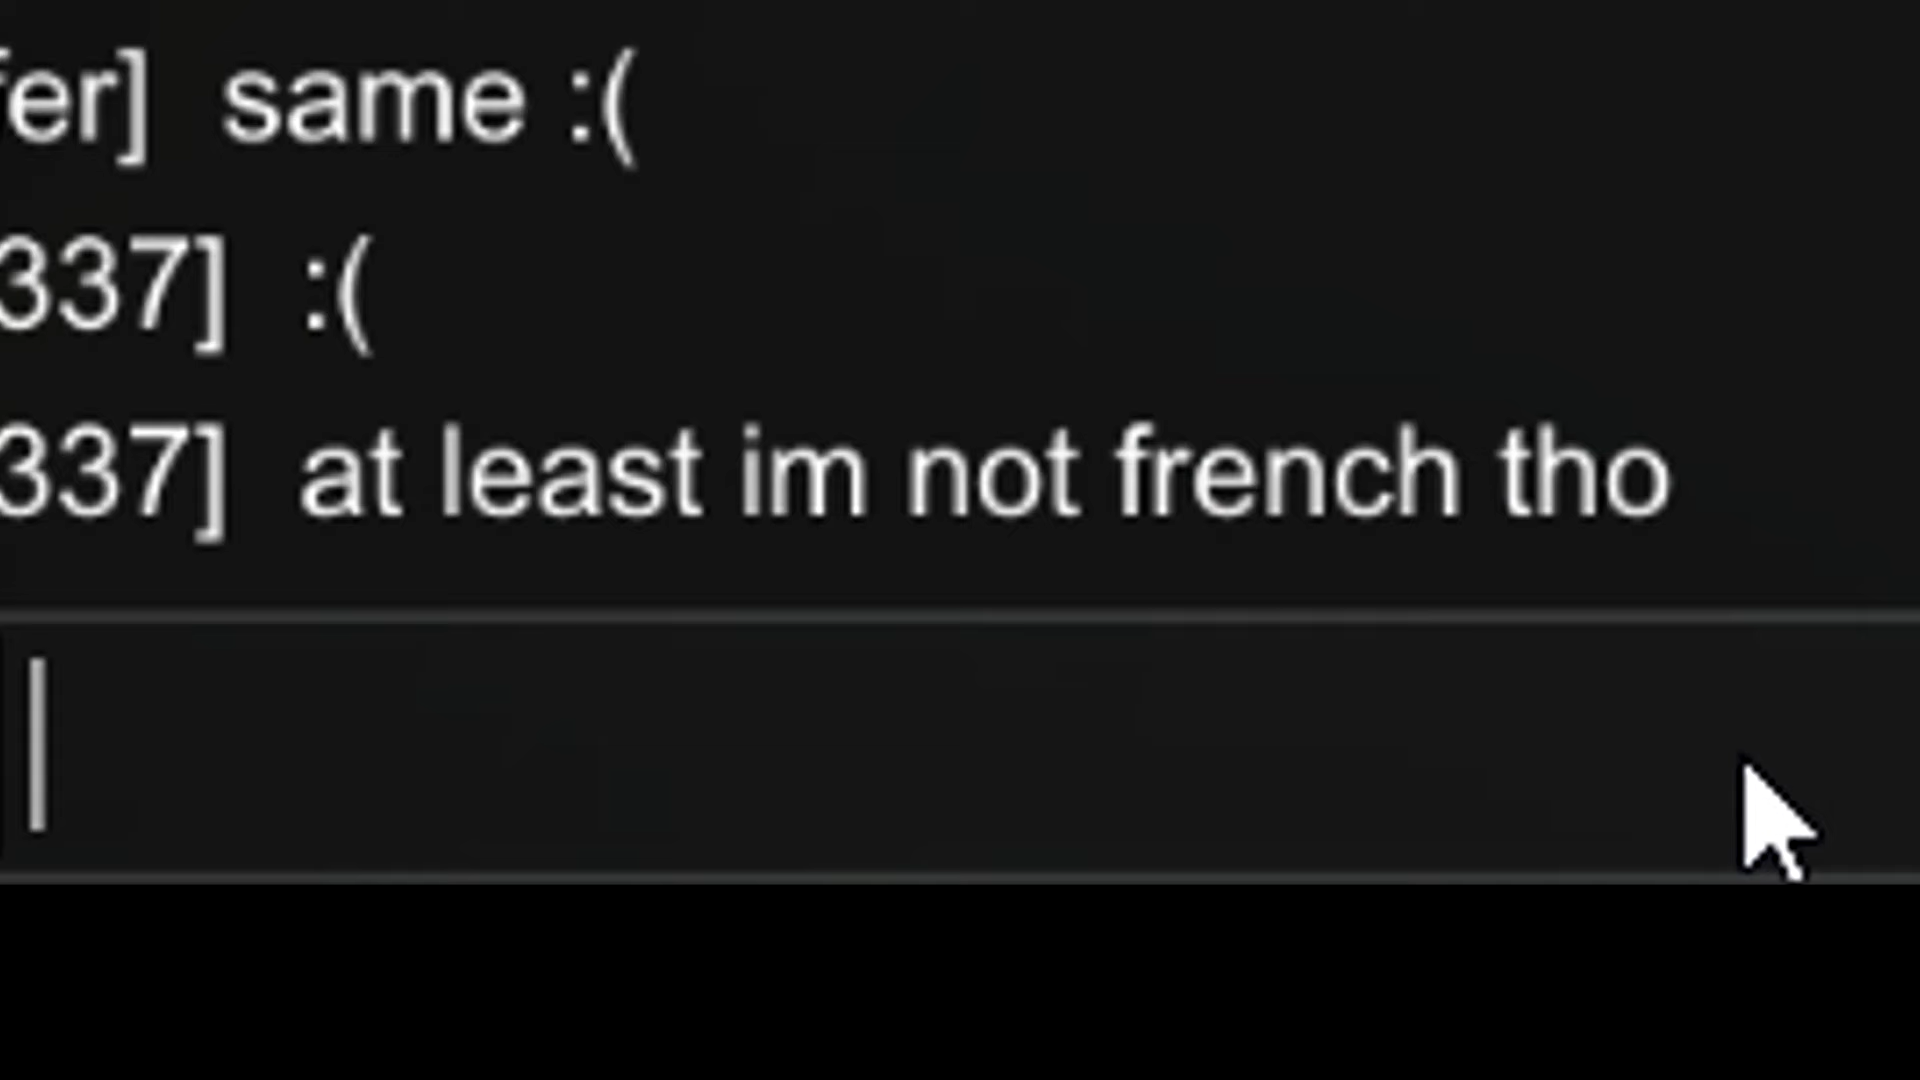 fer] same :(
337] :(
337] at least im not french tho